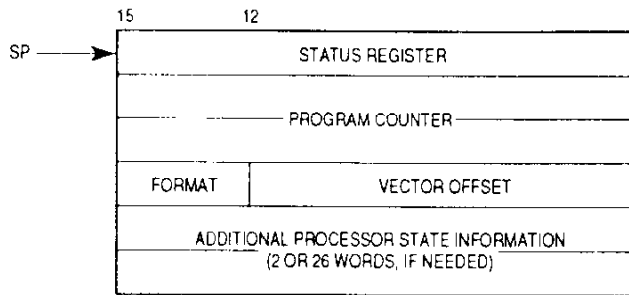 15 12
SP
STATUS REGISTER
PROGRAM COUNTER
FORMAT VECTOR OFFSET
ADDITIONAL PROCESSOR STATE INFORMATION
(2 OR 26 WORDS, IF NEEDED)